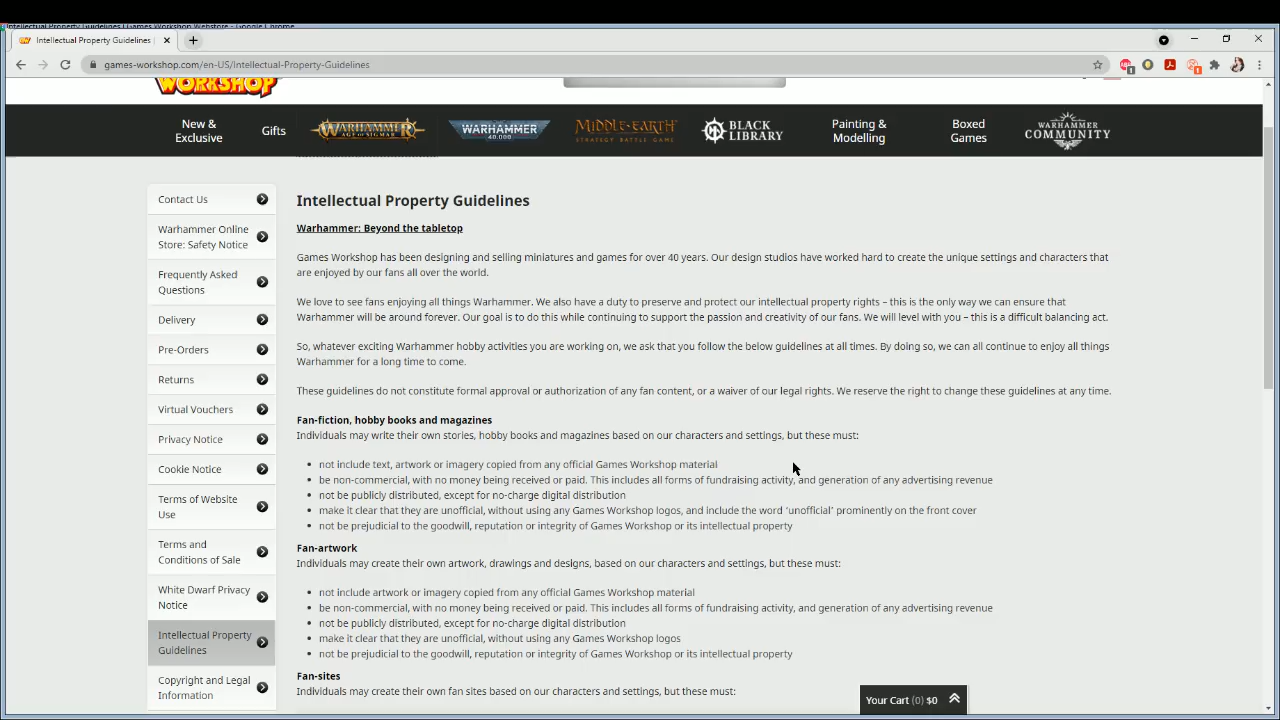 Intellectual Property Guidelines | Games Workshop Webstore - Google Chrome
Intellectual Property Guidelines |
games-workshop.com/en-US/Intellectual-Property-Guidelines
WORKSHOP
New & Exclusive
Gifts
WARHAMMER AGE OF SIGMAR
WARHAMMER 40,000
MIDDLE-EARTH STRATEGY BATTLE GAME
BLACK LIBRARY
Painting & Modelling
Boxed Games
WARHAMMER COMMUNITY
Contact Us
Warhammer Online
Store: Safety Notice
Frequently Asked
Questions
Delivery
Pre-Orders
Returns
Virtual Vouchers
Privacy Notice
Cookie Notice
Terms of Website
Use
Terms and
Conditions of Sale
White Dwarf Privacy
Notice
Intellectual Property
Guidelines
Copyright and Legal
Information
Intellectual Property Guidelines
Warhammer: Beyond the tabletop
Games Workshop has been designing and selling miniatures and games for over 40 years. Our design studios have worked hard to create the unique settings and characters that
are enjoyed by our fans all over the world.
We love to see fans enjoying all things Warhammer. We also have a duty to preserve and protect our intellectual property rights – this is the only way we can ensure that
Warhammer will be around forever. Our goal is to do this while continuing to support the passion and creativity of our fans. We will level with you – this is a difficult balancing act.
So, whatever exciting Warhammer hobby activities you are working on, we ask that you follow the below guidelines at all times. By doing so, we can all continue to enjoy all things
Warhammer for a long time to come.
These guidelines do not constitute formal approval or authorization of any fan content, or a waiver of our legal rights. We reserve the right to change these guidelines at any time.
Fan-fiction, hobby books and magazines
Individuals may write their own stories, hobby books and magazines based on our characters and settings, but these must:
• not include text, artwork or imagery copied from any official Games Workshop material
• be non-commercial, with no money being received or paid. This includes all forms of fundraising activity, and generation of any advertising revenue
• not be publicly distributed, except for no-charge digital distribution
• make it clear that they are unofficial, without using any Games Workshop logos, and include the word ‘unofficial’ prominently on the front cover
• not be prejudicial to the goodwill, reputation or integrity of Games Workshop or its intellectual property
Fan-artwork
Individuals may create their own artwork, drawings and designs, based on our characters and settings, but these must:
• not include artwork or imagery copied from any official Games Workshop material
• be non-commercial, with no money being received or paid. This includes all forms of fundraising activity, and generation of any advertising revenue
• not be publicly distributed, except for no-charge digital distribution
• make it clear that they are unofficial, without using any Games Workshop logos
• not be prejudicial to the goodwill, reputation or integrity of Games Workshop or its intellectual property
Fan-sites
Individuals may create their own fan sites based on our characters and settings, but these must:
Your Cart (0) $0